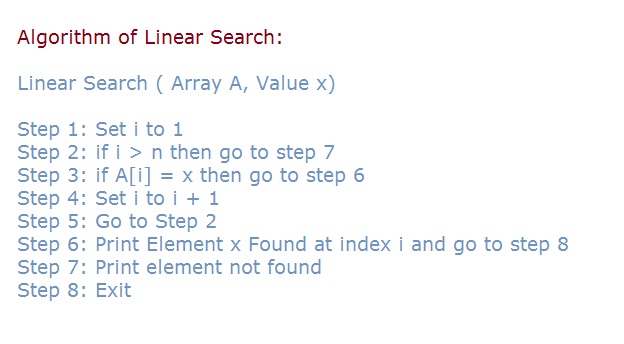 Algorithm of Linear Search:
Linear Search ( Array A, Value x)
Step 1: Set i to 1
Step 2: if i > n then go to step 7
Step 3: if A[i] = x then go to step 6
Step 4: Set i to i + 1
Step 5: Go to Step 2
Step 6: Print Element x Found at index i and go to step 8
Step 7: Print element not found
Step 8: Exit